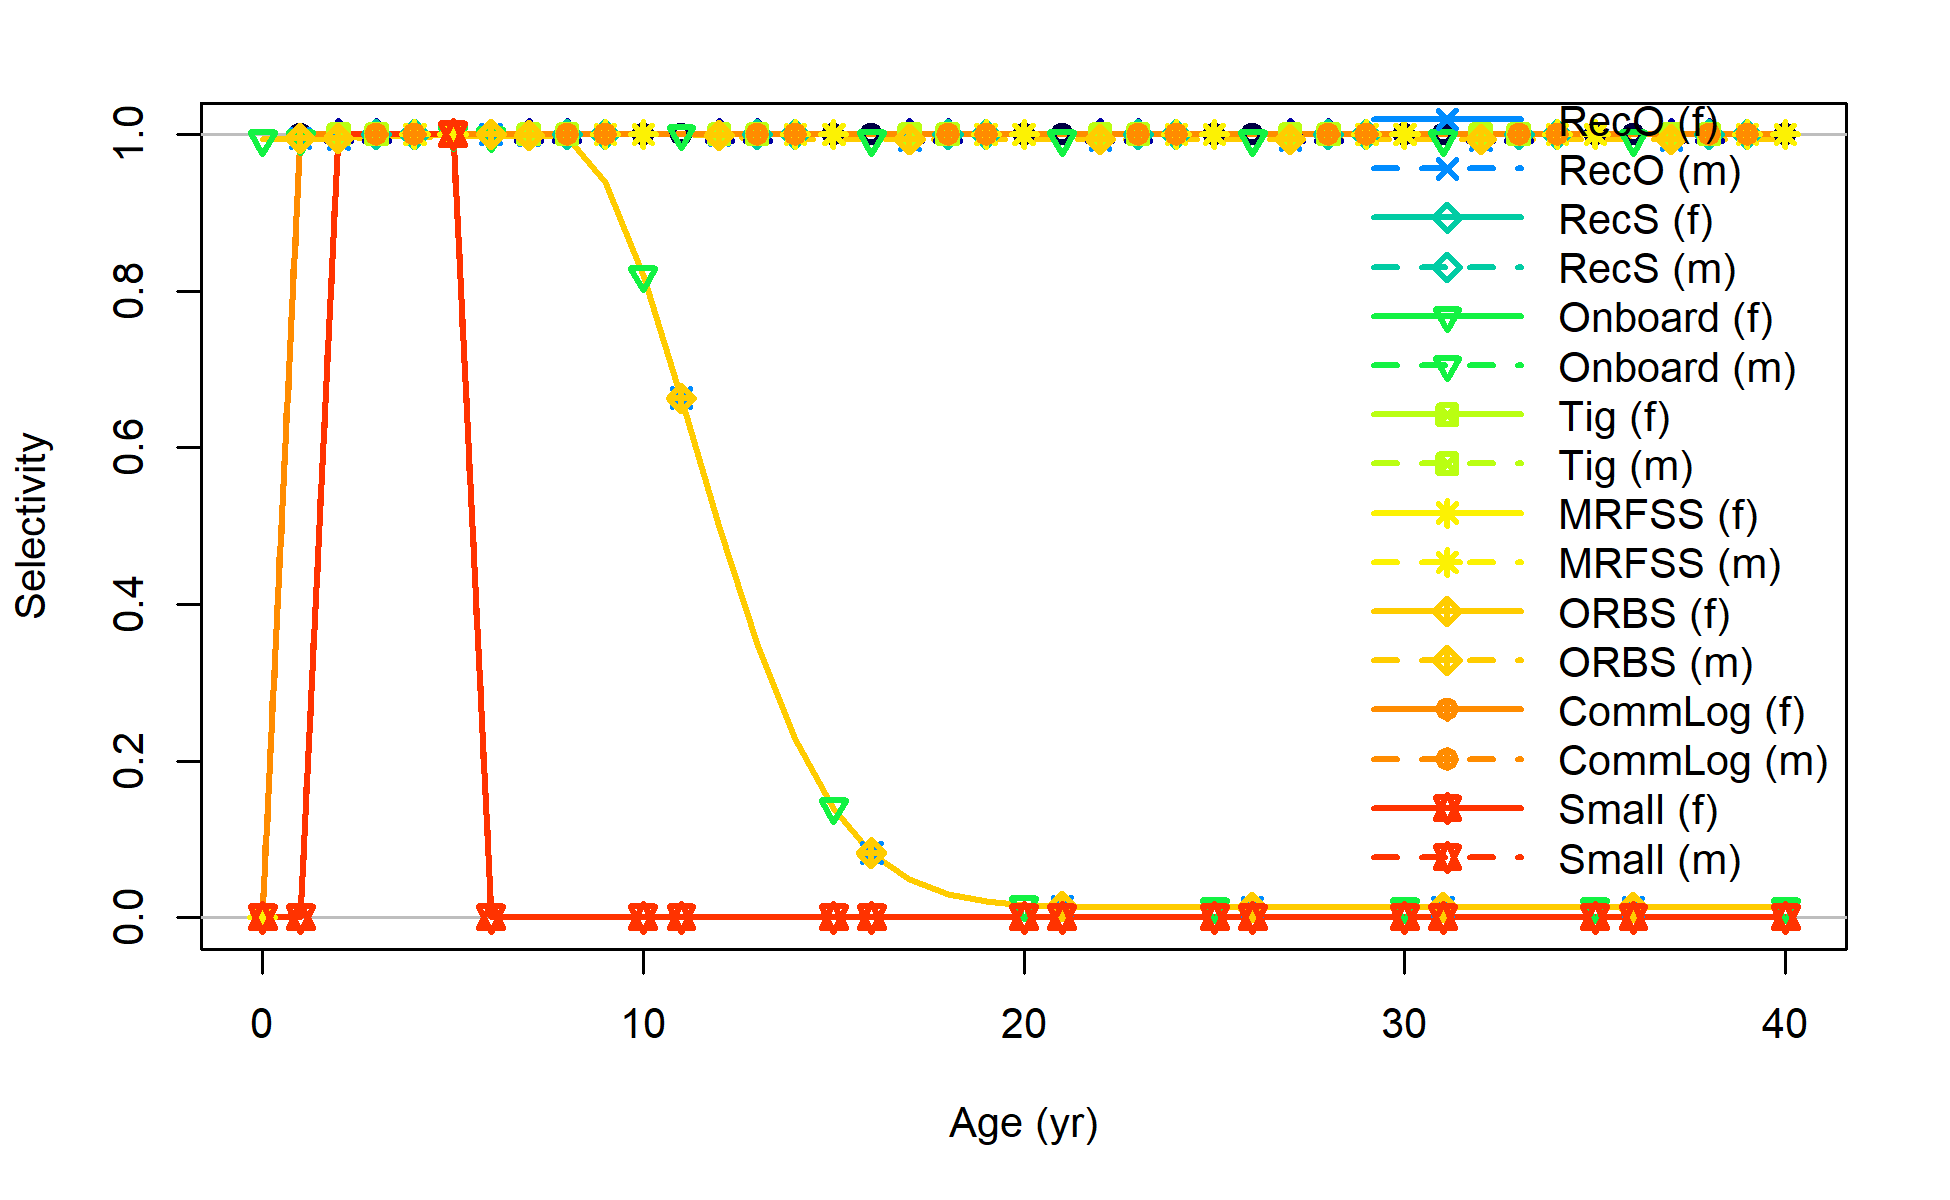 RecO (f)
RecO (m)
RecS (f)
RecS (m)
Onboard (f)
Onboard (m)
Tig (f)
Tig (m)
MRFSS (f)
MRFSS (m)
ORBS (f)
ORBS (m)
CommLog (f)
CommLog (m)
Small (f)
Small (m)
Selectivity
1.0
0.8
0.6
0.4
0.2
0.0
0 10 20 30 40
Age (yr)